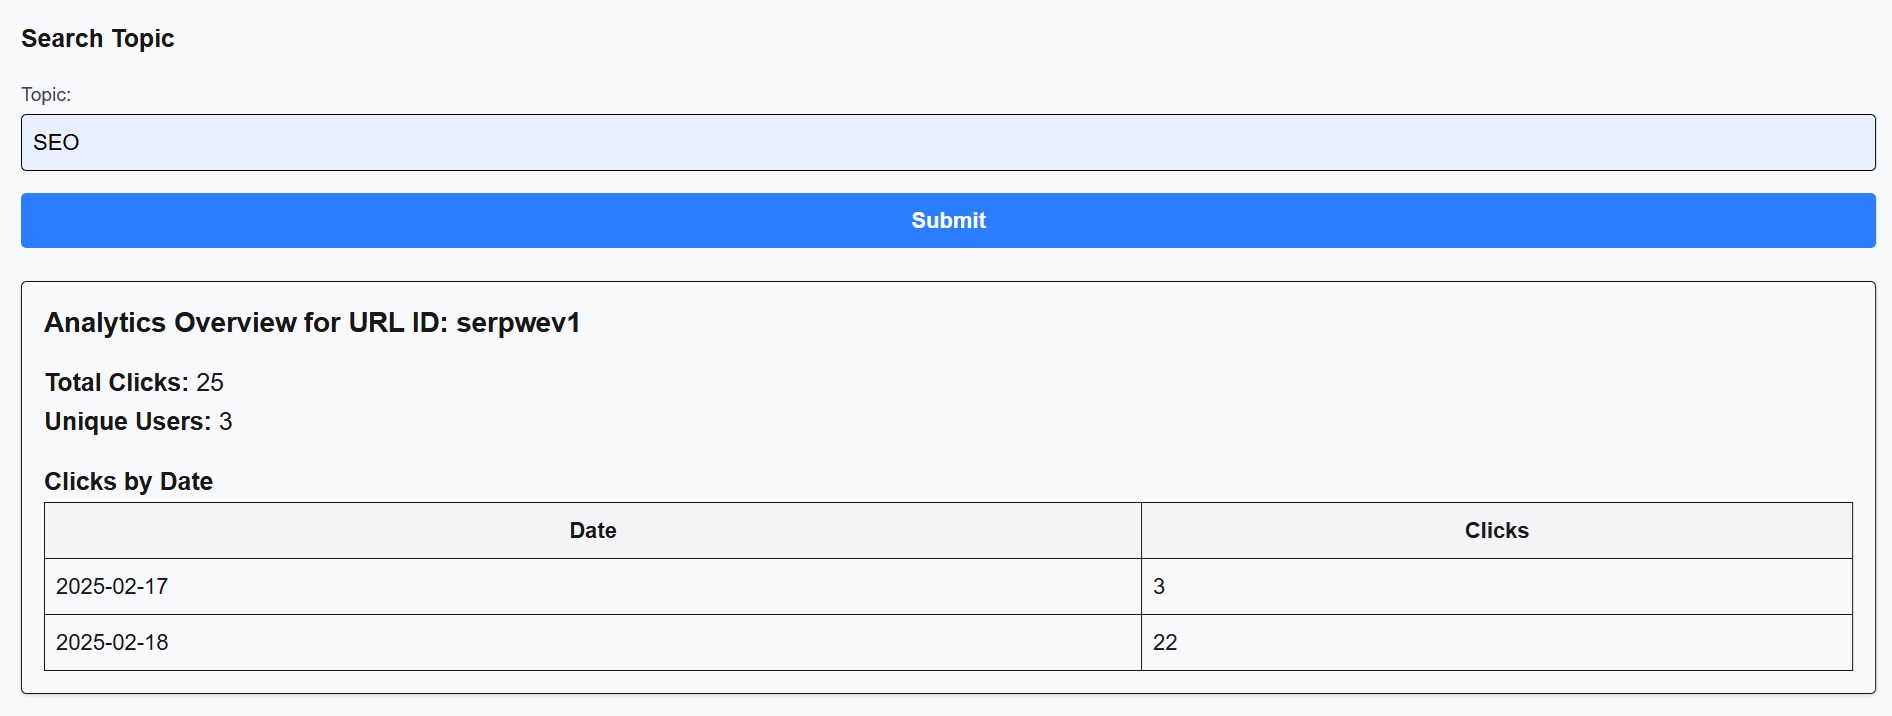 Search Topic
Topic:
SEO
Submit
Analytics Overview for URL ID: serpwev1
Total Clicks: 25
Unique Users: 3
Clicks by Date
Date Clicks
2025-02-17 3
2025-02-18 22